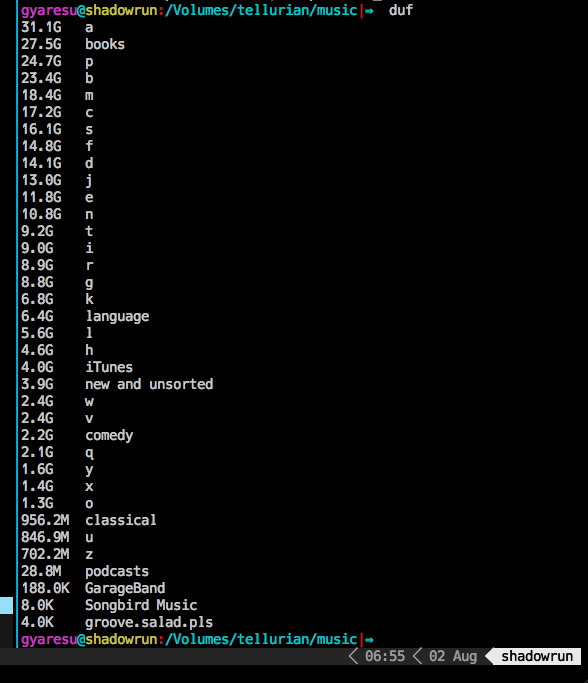 gyaresu@shadowrun:/Volumes/tellurian/music|⇒  duf
31.1G   a
27.5G   books
24.7G   p
23.4G   b
18.4G   m
17.2G   c
16.1G   s
14.8G   f
14.1G   d
13.0G   j
11.8G   e
10.8G   n
9.2G    t
9.0G    i
8.9G    r
8.8G    g
6.8G    k
6.4G    language
5.6G    l
4.6G    h
4.0G    iTunes
3.9G    new and unsorted
2.4G    w
2.4G    v
2.2G    comedy
2.1G    q
1.6G    y
1.4G    x
1.3G    o
956.2M  classical
846.9M  u
702.2M  z
28.8M   podcasts
188.0K  GarageBand
8.0K    Songbird Music
4.0K    groove.salad.pls
gyaresu@shadowrun:/Volumes/tellurian/music|⇒
06:55 02 Aug shadowrun